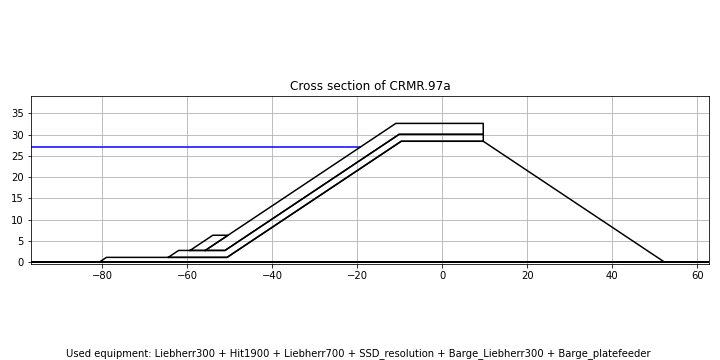 Cross section of CRMR.97a
35
30
25
20
15
10
5
0
−80 −60 −40 −20 0 20 40 60
Used equipment: Liebherr300 + Hit1900 + Liebherr700 + SSD_resolution + Barge_Liebherr300 + Barge_platefeeder